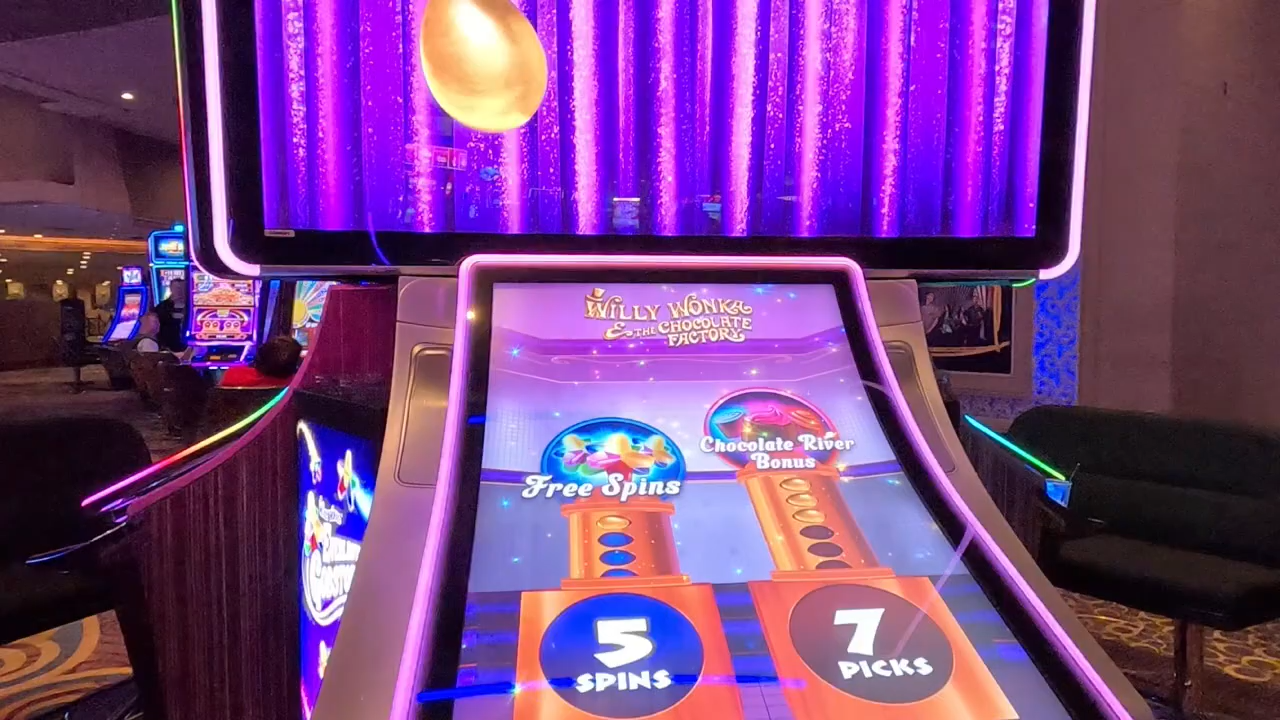 WILLY WONKA
& THE CHOCOLATE
FACTORY
Chocolate River
Bonus
Free Spins
5
SPINS
7
PICKS